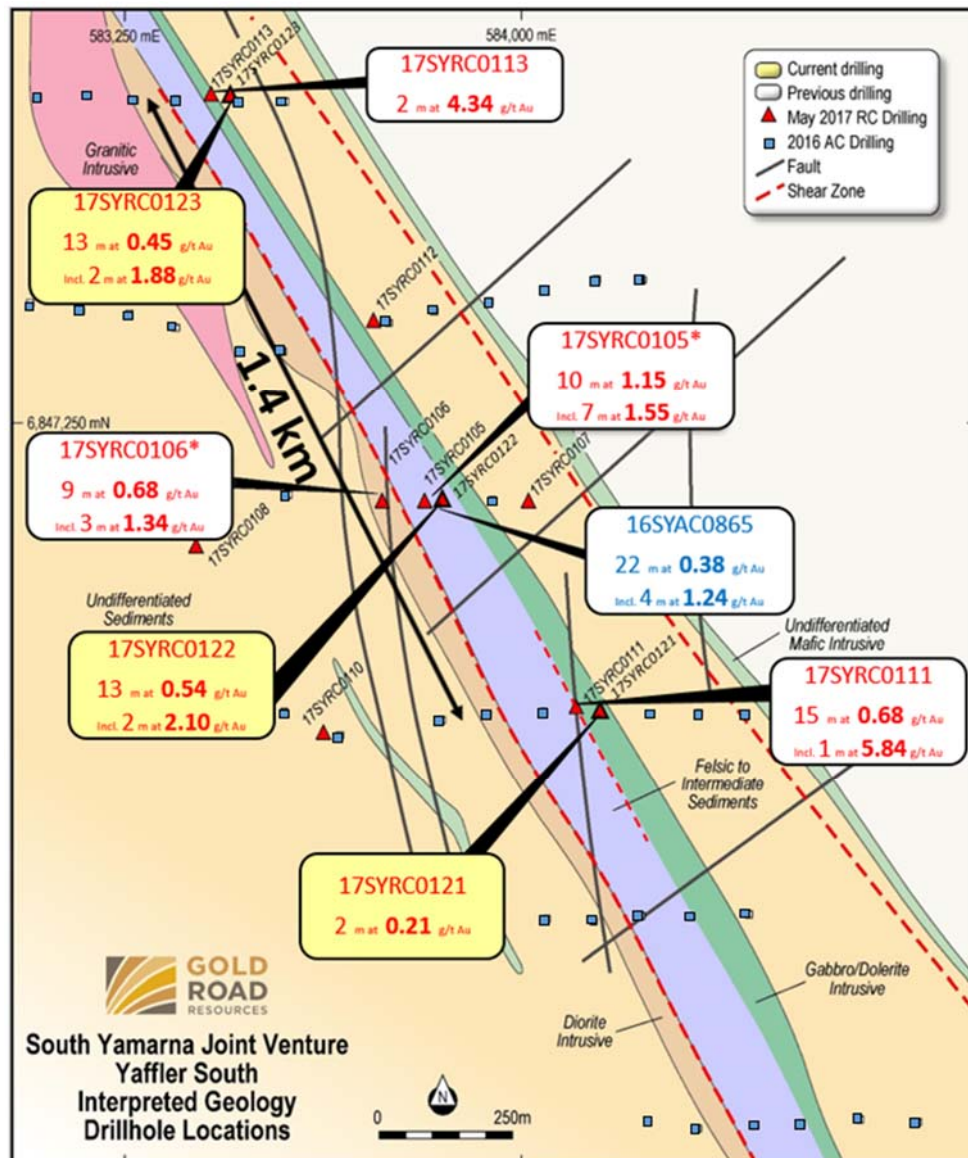 583,250 mE
584,000 mE
17SYRC0113
17SYRC0123
17SYRC0113
2 m at 4.34 g/t Au
Current drilling
Previous drilling
May 2017 RC Drilling
2016 AC Drilling
Fault
Shear Zone
Granitic
Intrusive
17SYRC0123
13 m at 0.45 g/t Au
Incl. 2 m at 1.88 g/t Au
17SYRC0112
1.4 km
17SYRC0105*
10 m at 1.15 g/t Au
Incl. 7 m at 1.55 g/t Au
6,847,250 mN
17SYRC0106*
9 m at 0.68 g/t Au
Incl. 3 m at 1.34 g/t Au
17SYRC0106
17SYRC0105
17SYRC0122
17SYRC0107
17SYRC0108
16SYAC0865
22 m at 0.38 g/t Au
Incl. 4 m at 1.24 g/t Au
Undifferentiated
Sediments
Undifferentiated
Mafic Intrusive
17SYRC0122
13 m at 0.54 g/t Au
Incl. 2 m at 2.10 g/t Au
17SYRC0110
17SYRC0111
17SYRC0121
17SYRC0111
15 m at 0.68 g/t Au
Incl. 1 m at 5.84 g/t Au
Felsic to
Intermediate
Sediments
17SYRC0121
2 m at 0.21 g/t Au
Gabbro/Dolerite
Intrusive
Diorite
Intrusive
GOLD
ROAD
RESOURCES
South Yamarna Joint Venture
Yaffler South
Interpreted Geology
Drillhole Locations
N
0 250m